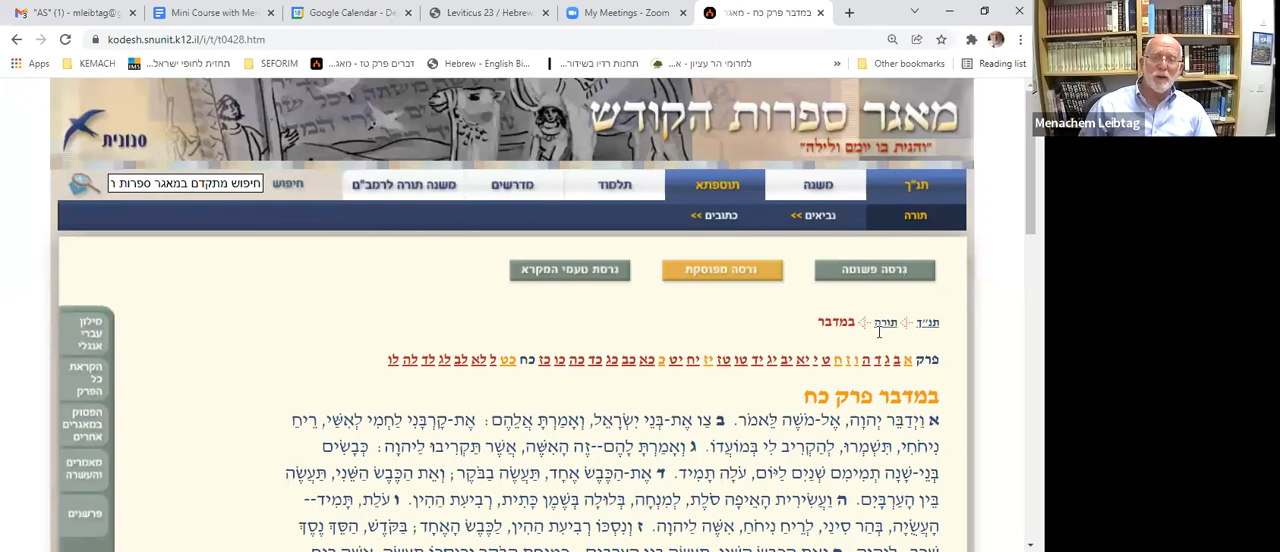 "AS" (1) - mleibtag@gmail.c
Mini Course with Mer
Google Calendar - De
Leviticus 23 / Hebrew
My Meetings - Zoom
במדבר פרק כח - מאגר
kodesh.snunit.k12.il/i/t/t0428.htm
Apps
KEMACH
IMS
תחזית לחופי ישראל...
SEFORIM
דברים פרק טז - מאג...
Hebrew - English Bi...
תחנות רדיו בשידור...
למרומי הר עציון - א...
»
Other bookmarks
Reading list
Menachem Leibtag
מאגר ספרות הקודש
"והגית בו יומם ולילה"
סנונית
תנ"ך
משנה
תוספתא
תלמוד
מדרשים
משנה תורה לרמב"ם
חיפוש
חיפוש מתקדם במאגר ספרות ו
תורה
נביאים >>
כתובים >>
גרסה פשוטה
גרסה מפוסקת
גרסת טעמי המקרא
תנ"ך תורה במדבר
פרק א ב ג ד ה ו ז ח ט י יא יב יג יד טו טז יז יח יט כ כא כב כג כד כה כו כז כח כט ל לא לב לג לד לה לו
במדבר פרק כח
א וַיְדַבֵּר יְהוָה, אֶל-מֹשֶׁה לֵּאמֹר. ב צַו אֶת-בְּנֵי יִשְׂרָאֵל, וְאָמַרְתָּ אֲלֵהֶם: אֶת-קָרְבָּנִי לַחְמִי לְאִשַּׁי, רֵיחַ
נִיחֹחִי, תִּשְׁמְרוּ, לְהַקְרִיב לִי בְּמוֹעֲדוֹ. ג וְאָמַרְתָּ לָהֶם--זֶה הָאִשֶּׁה, אֲשֶׁר תַּקְרִיבוּ לַיהוָה: כְּבָשִׂים
בְּנֵי-שָׁנָה תְמִימִם שְׁנַיִם לַיּוֹם, עֹלָה תָמִיד. ד אֶת-הַכֶּבֶשׂ אֶחָד, תַּעֲשֶׂה בַבֹּקֶר; וְאֵת הַכֶּבֶשׂ הַשֵּׁנִי, תַּעֲשֶׂה
בֵּין הָעַרְבָּיִם. ה וַעֲשִׂירִית הָאֵיפָה סֹלֶת, לְמִנְחָה, בְּלוּלָה בְּשֶׁמֶן כָּתִית, רְבִיעִת הַהִין. ו עֹלַת, תָּמִיד--
הָעֲשֻׂיָה, בְּהַר סִינַי, לְרֵיחַ נִיחֹחַ, אִשֶּׁה לַיהוָה. ז וְנִסְכּוֹ רְבִיעִת הַהִין, לַכֶּבֶשׂ הָאֶחָד; בַּקֹּדֶשׁ, הַסֵּךְ נֶסֶךְ
מילון
עברי
אנגלי
הקראת
כל
הפרק
הפסוק
במאגרים
אחרים
מאמרים
והעשרה
פרשנים